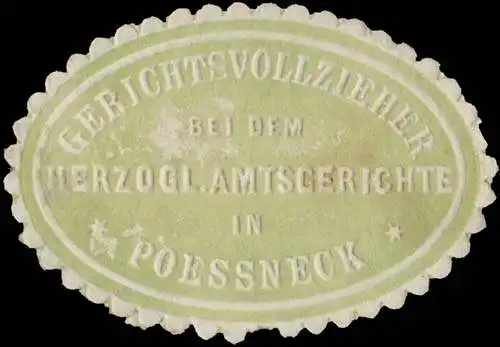 GERICHTSVOLLZIEHER
BEI DEM
HERZOGL. AMTSGERICHTE
IN
* POESSNECK *